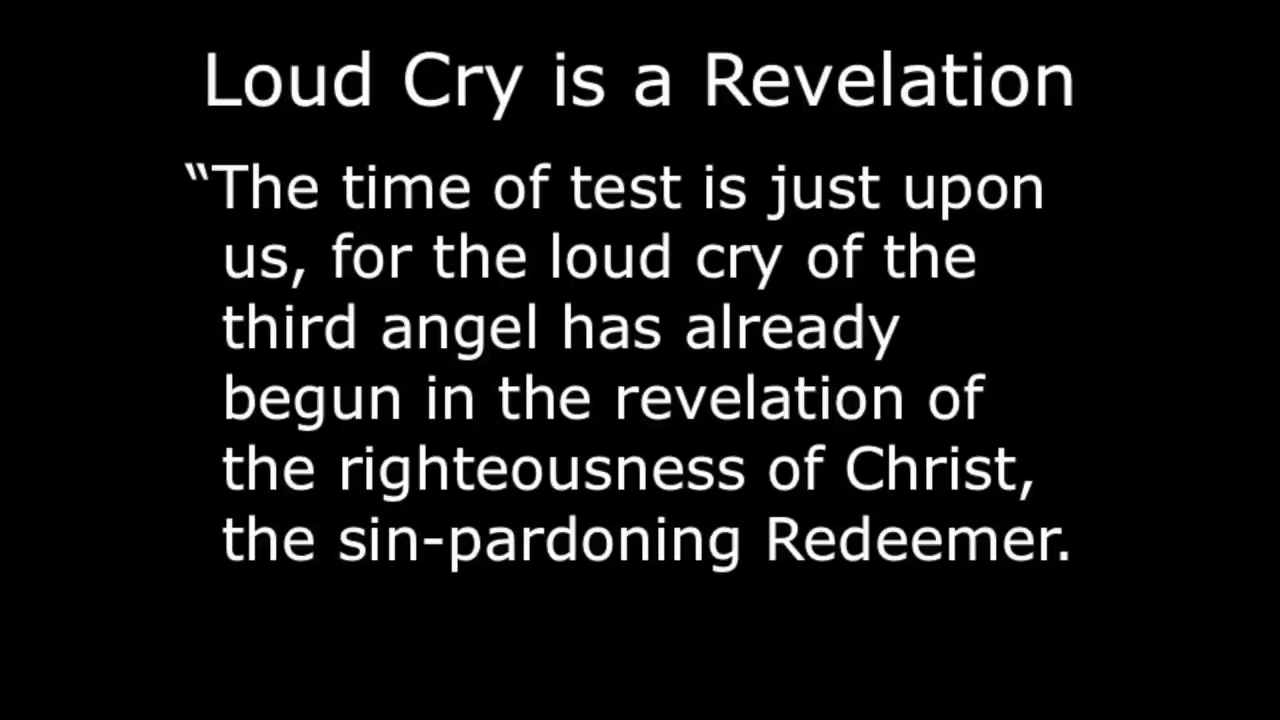 Loud Cry is a Revelation
“The time of test is just upon
us, for the loud cry of the
third angel has already
begun in the revelation of
the righteousness of Christ,
the sin-pardoning Redeemer.